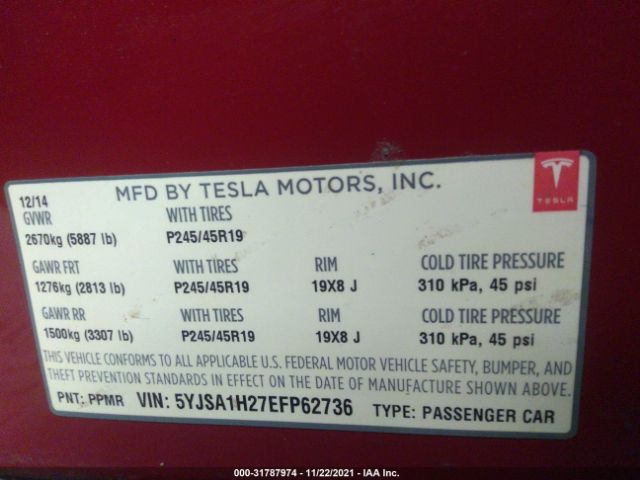 MFD BY TESLA MOTORS, INC.
TESLA
12/14
GVWR WITH TIRES
2670kg (5887 lb) P245/45R19
GAWR FRT WITH TIRES RIM COLD TIRE PRESSURE
1276kg (2813 lb) P245/45R19 19X8 J 310 kPa, 45 psi
GAWR RR WITH TIRES RIM COLD TIRE PRESSURE
1500kg (3307 lb) P245/45R19 19X8 J 310 kPa, 45 psi
THIS VEHICLE CONFORMS TO ALL APPLICABLE U.S. FEDERAL MOTOR VEHICLE SAFETY, BUMPER, AND
THEFT PREVENTION STANDARDS IN EFFECT ON THE DATE OF MANUFACTURE SHOWN ABOVE.
PNT: PPMR VIN: 5YJSA1H27EFP62736 TYPE: PASSENGER CAR
000-31787974 - 11/22/2021 - IAA Inc.